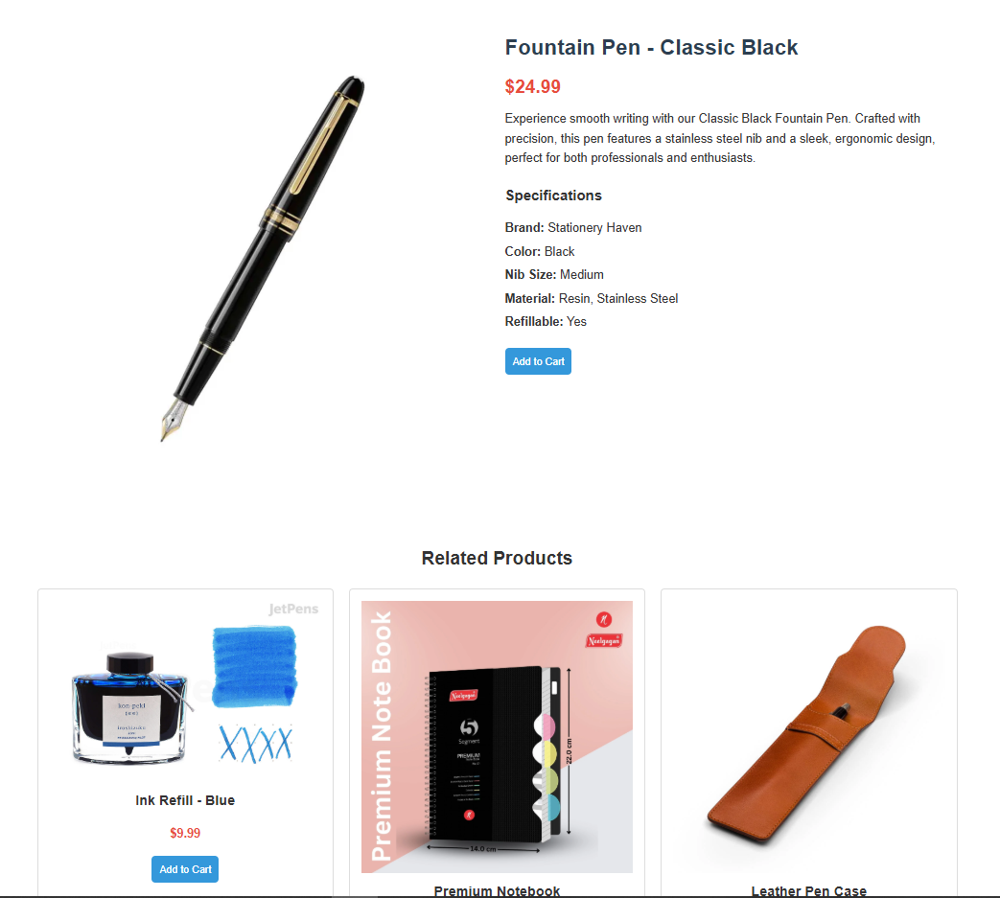 Fountain Pen - Classic Black
$24.99
Experience smooth writing with our Classic Black Fountain Pen. Crafted with
precision, this pen features a stainless steel nib and a sleek, ergonomic design,
perfect for both professionals and enthusiasts.
Specifications
Brand: Stationery Haven
Color: Black
Nib Size: Medium
Material: Resin, Stainless Steel
Refillable: Yes
Add to Cart
Related Products
JetPens
kon-peki
iroshizuku
Ink Refill - Blue
$9.99
Add to Cart
Premium Note Book
Neelgagan
Neelgagan
5
Segment
PREMIUM
22.0 cm
14.0 cm
Premium Notebook
Leather Pen Case